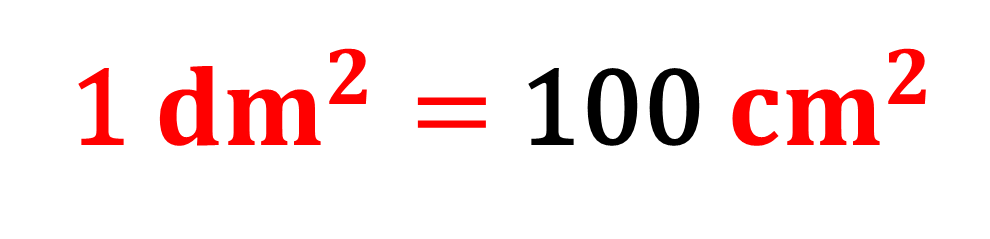 1 dm² = 100 cm²